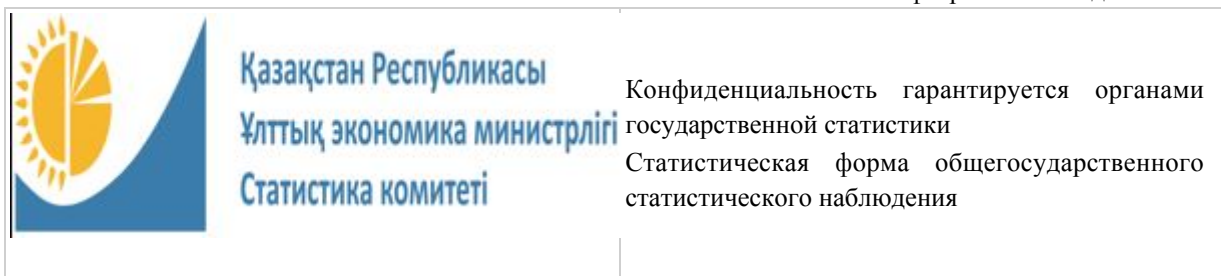 Қазақстан Республикасы
Ұлттық экономика министрлігі
Статистика комитеті
Конфиденциальность гарантируется органами
государственной статистики
Статистическая форма общегосударственного
статистического наблюдения